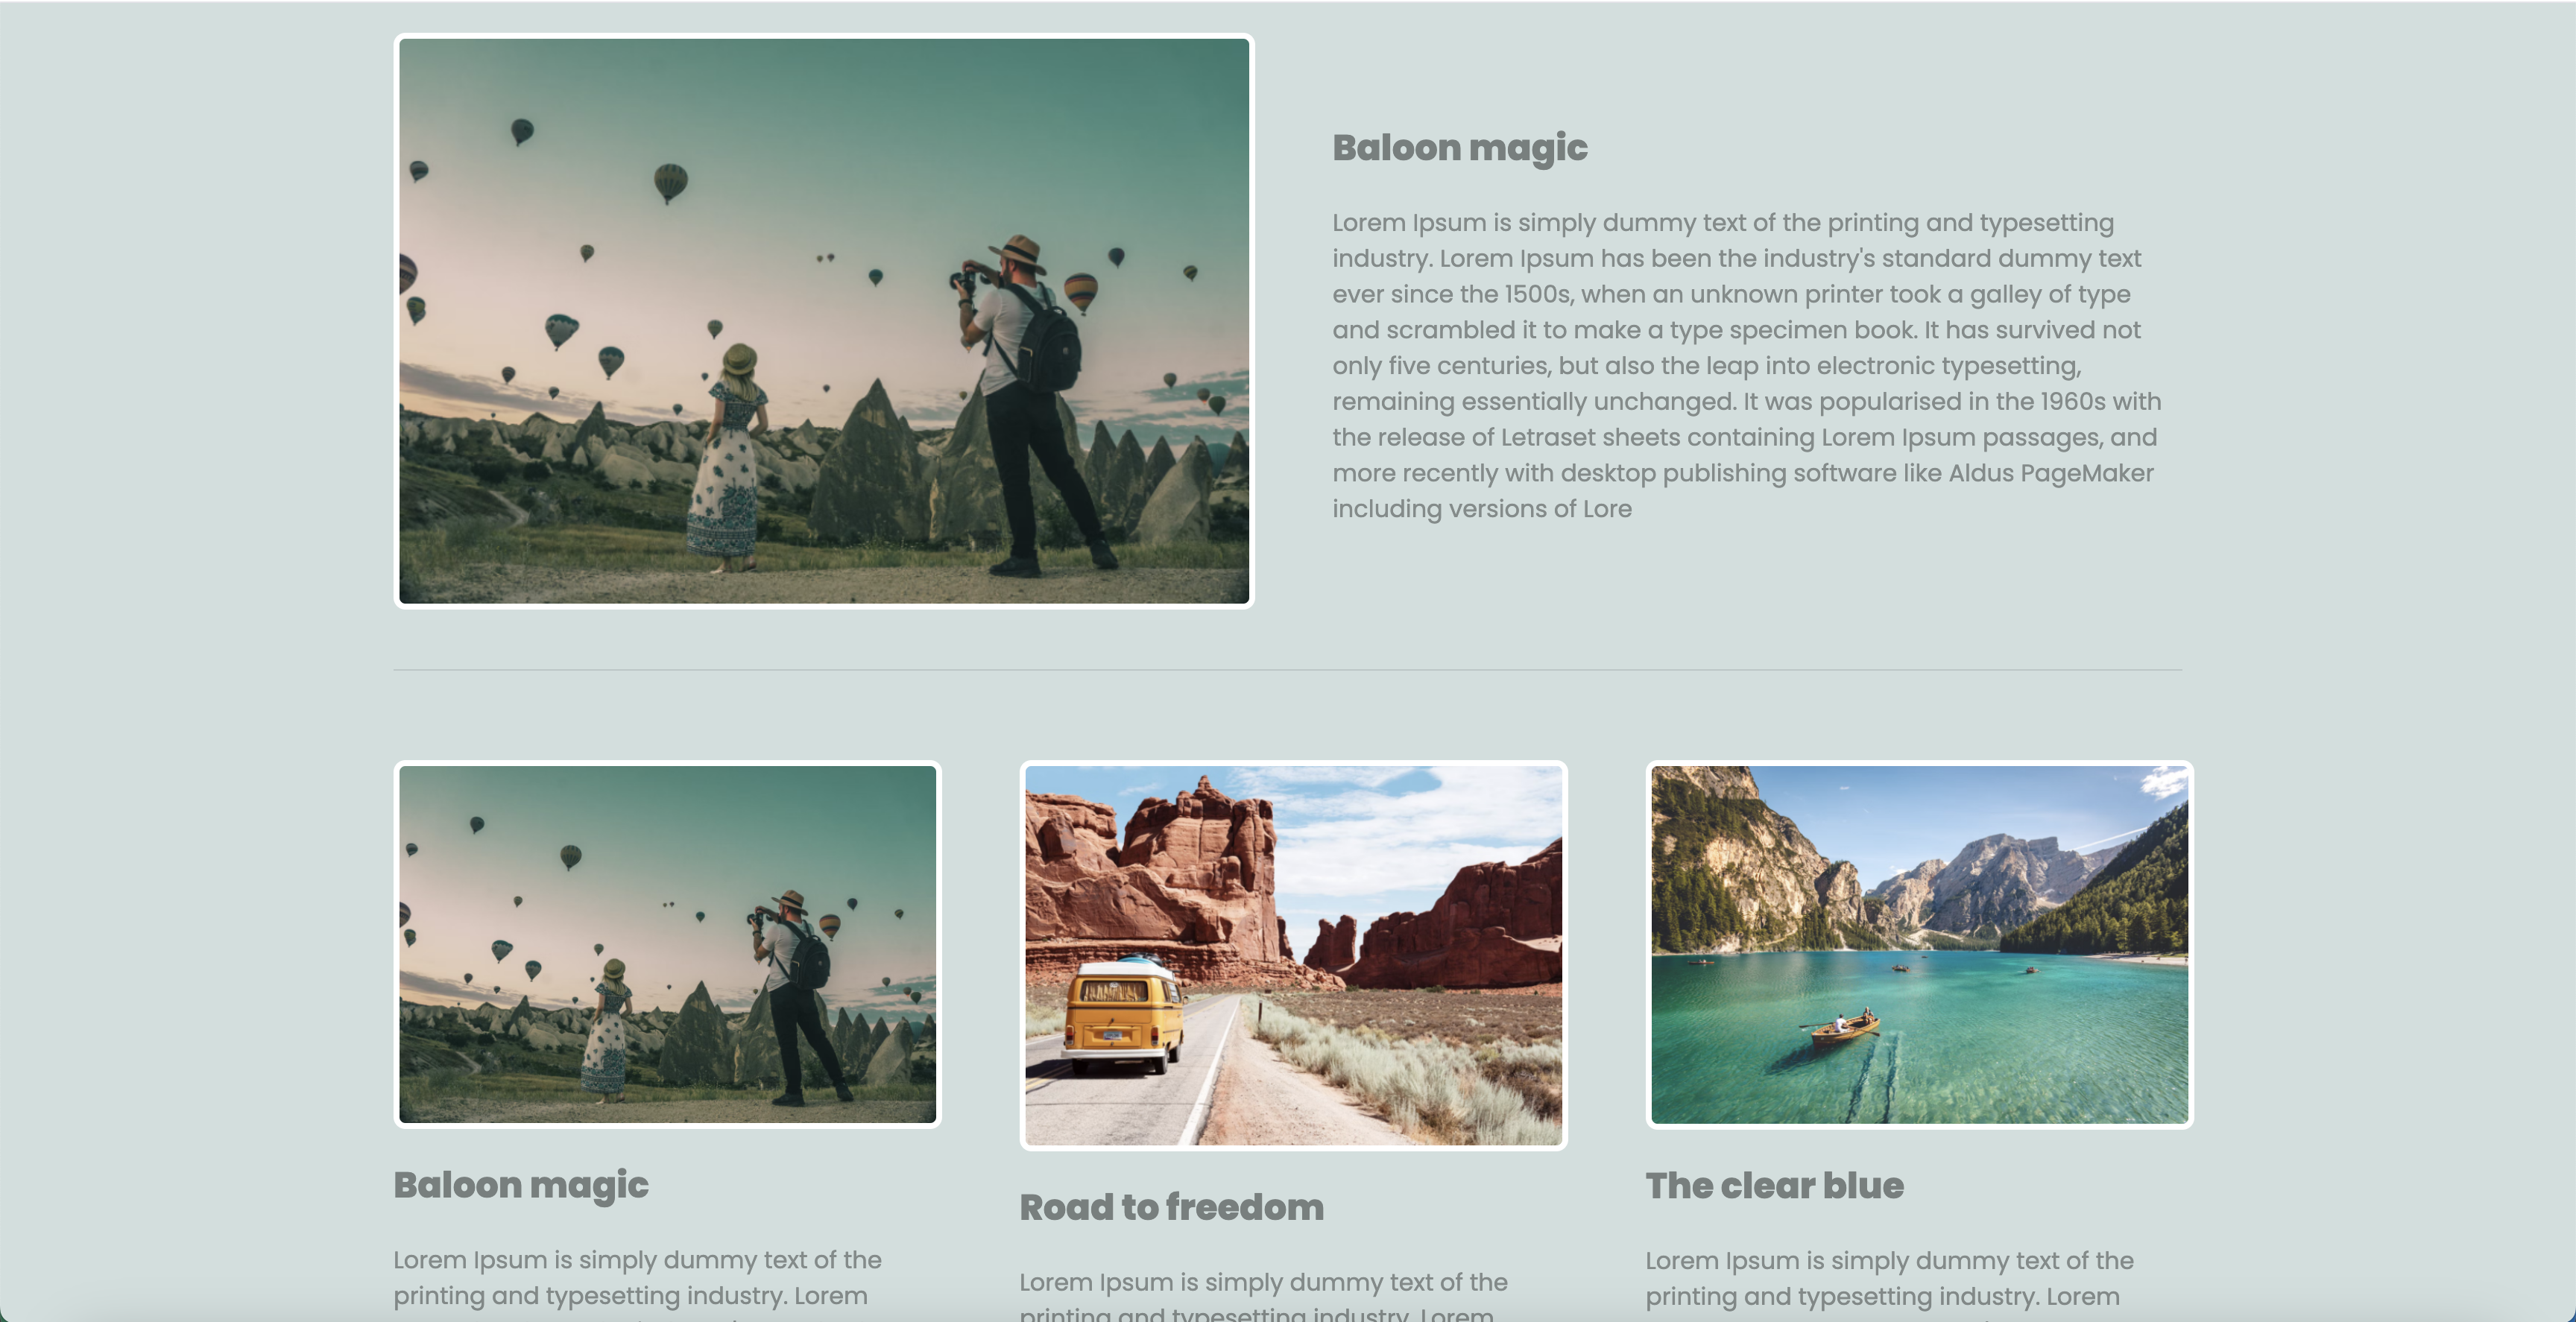 Baloon magic
Lorem Ipsum is simply dummy text of the printing and typesetting
industry. Lorem Ipsum has been the industry's standard dummy text
ever since the 1500s, when an unknown printer took a galley of type
and scrambled it to make a type specimen book. It has survived not
only five centuries, but also the leap into electronic typesetting,
remaining essentially unchanged. It was popularised in the 1960s with
the release of Letraset sheets containing Lorem Ipsum passages, and
more recently with desktop publishing software like Aldus PageMaker
including versions of Lore
Baloon magic
Lorem Ipsum is simply dummy text of the
printing and typesetting industry. Lorem
Road to freedom
Lorem Ipsum is simply dummy text of the
printing and typesetting industry. Lorem
The clear blue
Lorem Ipsum is simply dummy text of the
printing and typesetting industry. Lorem